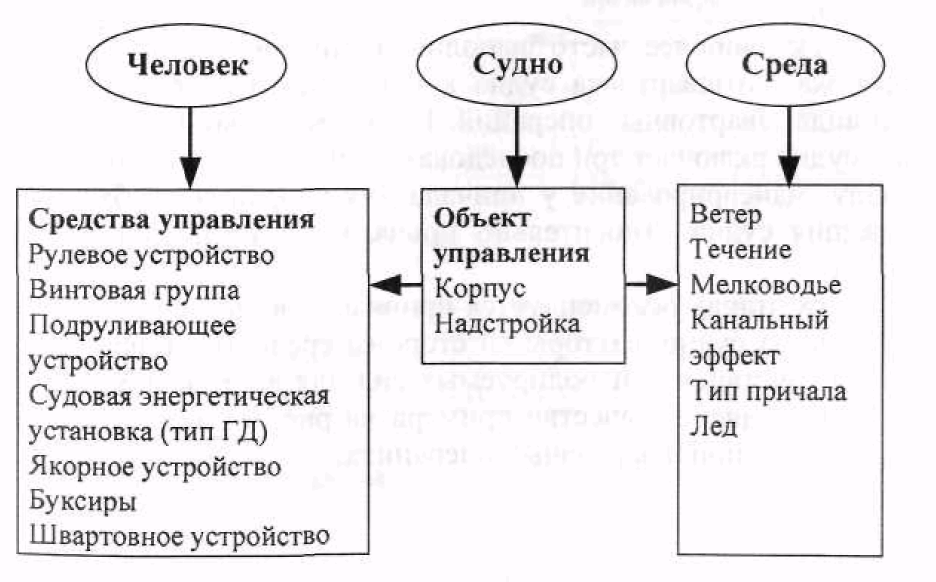 Человек
Судно
Среда
Средства управления
Рулевое устройство
Винтовая группа
Подруливающее
устройство
Судовая энергетическая
установка (тип ГД)
Якорное устройство
Буксиры
Швартовное устройство
Объект
управления
Корпус
Надстройка
Ветер
Течение
Мелководье
Канальный
эффект
Тип причала
Лед